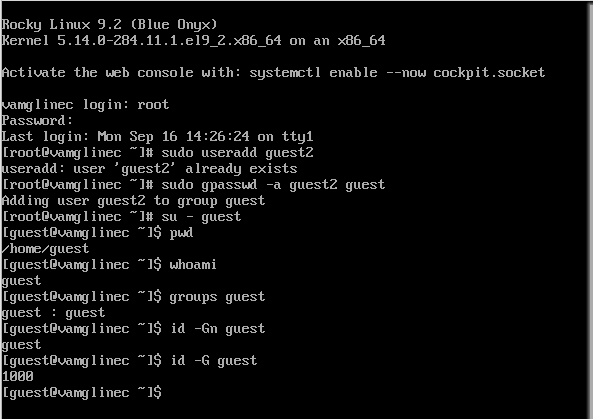 Rocky Linux 9.2 (Blue Onyx)
Kernel 5.14.0-284.11.1.el9_2.x86_64 on an x86_64
Activate the web console with: systemctl enable --now cockpit.socket
vamglinec login: root
Password:
Last login: Mon Sep 16 14:26:24 on tty1
[root@vamglinec ~]# sudo useradd guest2
useradd: user 'guest2' already exists
[root@vamglinec ~]# sudo gpasswd -a guest2 guest
Adding user guest2 to group guest
[root@vamglinec ~]# su - guest
[guest@vamglinec ~]$ pwd
/home/guest
[guest@vamglinec ~]$ whoami
guest
[guest@vamglinec ~]$ groups guest
guest : guest
[guest@vamglinec ~]$ id -Gn guest
guest
[guest@vamglinec ~]$ id -G guest
1000
[guest@vamglinec ~]$